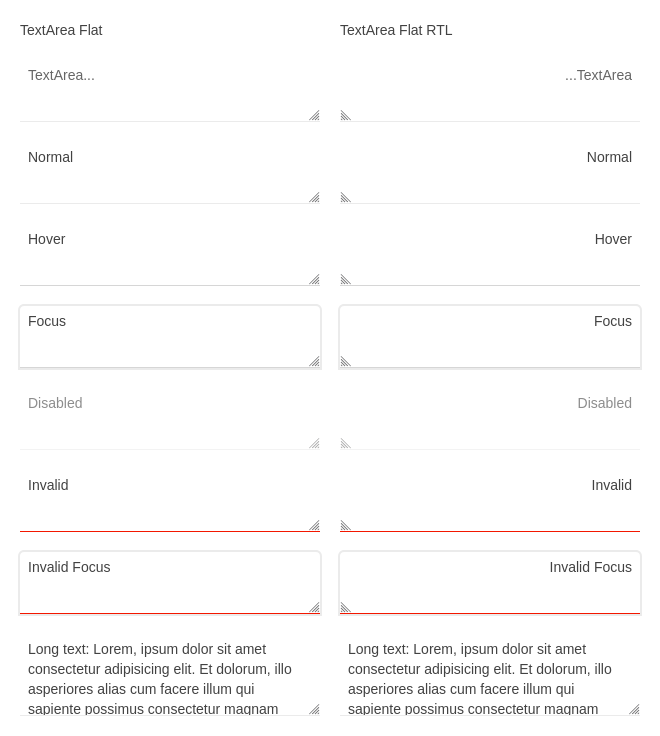 TextArea Flat
TextArea Flat RTL
TextArea...
...TextArea
Normal
Normal
Hover
Hover
Focus
Focus
Disabled
Disabled
Invalid
Invalid
Invalid Focus
Invalid Focus
Long text: Lorem, ipsum dolor sit amet
consectetur adipisicing elit. Et dolorum, illo
asperiores alias cum facere illum qui
sapiente possimus consectetur magnam
Long text: Lorem, ipsum dolor sit amet
consectetur adipisicing elit. Et dolorum, illo
asperiores alias cum facere illum qui
sapiente possimus consectetur magnam